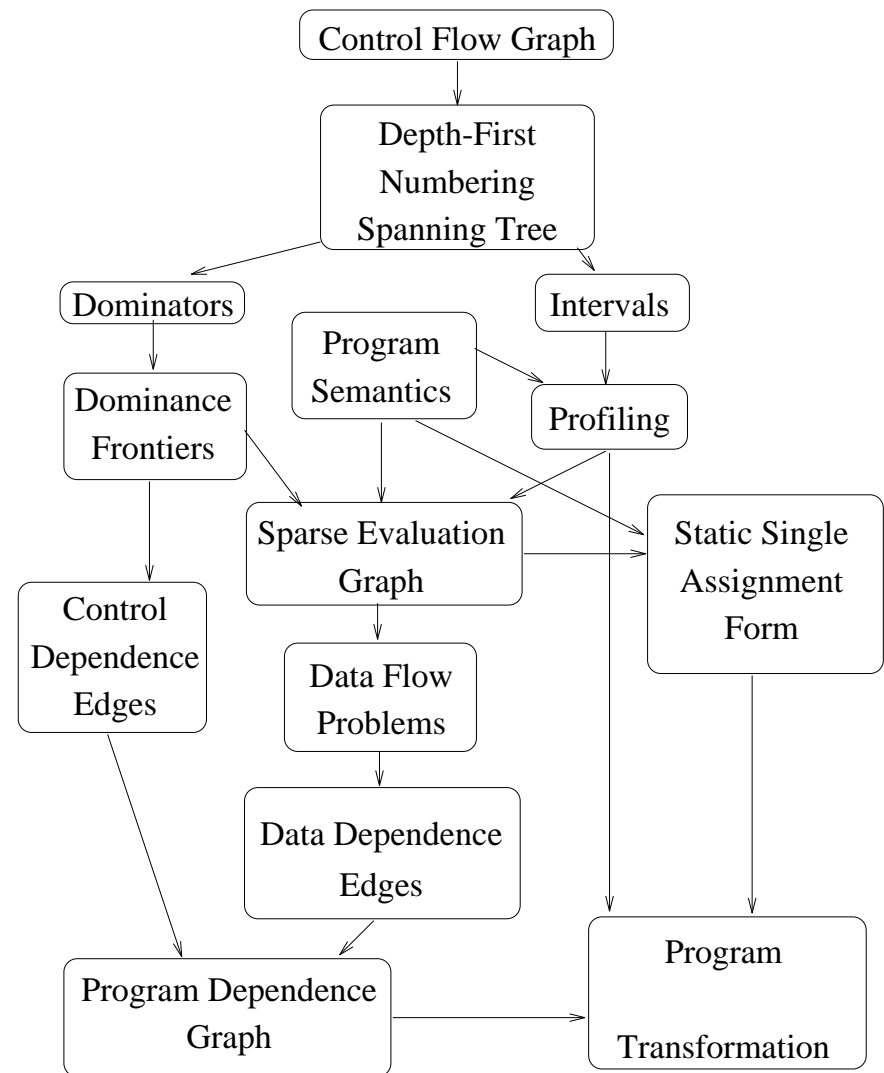 Control Flow Graph
Depth-First
Numbering
Spanning Tree
Dominators
Intervals
Program
Semantics
Dominance
Frontiers
Profiling
Sparse Evaluation
Graph
Static Single
Assignment
Form
Control
Dependence
Edges
Data Flow
Problems
Data Dependence
Edges
Program Dependence
Graph
Program
Transformation